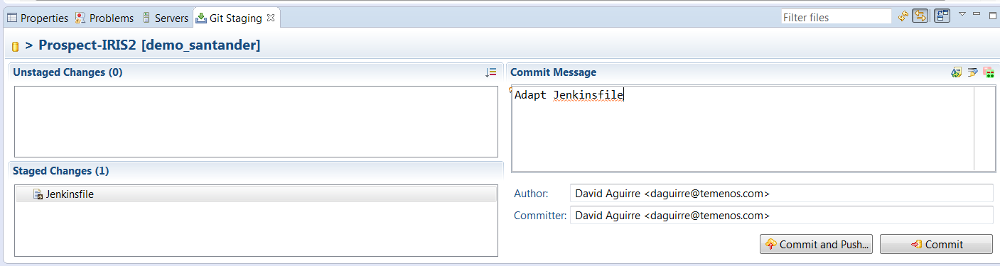 Properties Problems Servers Git Staging Filter files
> Prospect-IRIS2 [demo_santander]
Unstaged Changes (0)
Staged Changes (1)
Jenkinsfile
Commit Message
Adapt Jenkinsfile
Author: David Aguirre <daguirre@temenos.com>
Committer: David Aguirre <daguirre@temenos.com>
Commit and Push... Commit